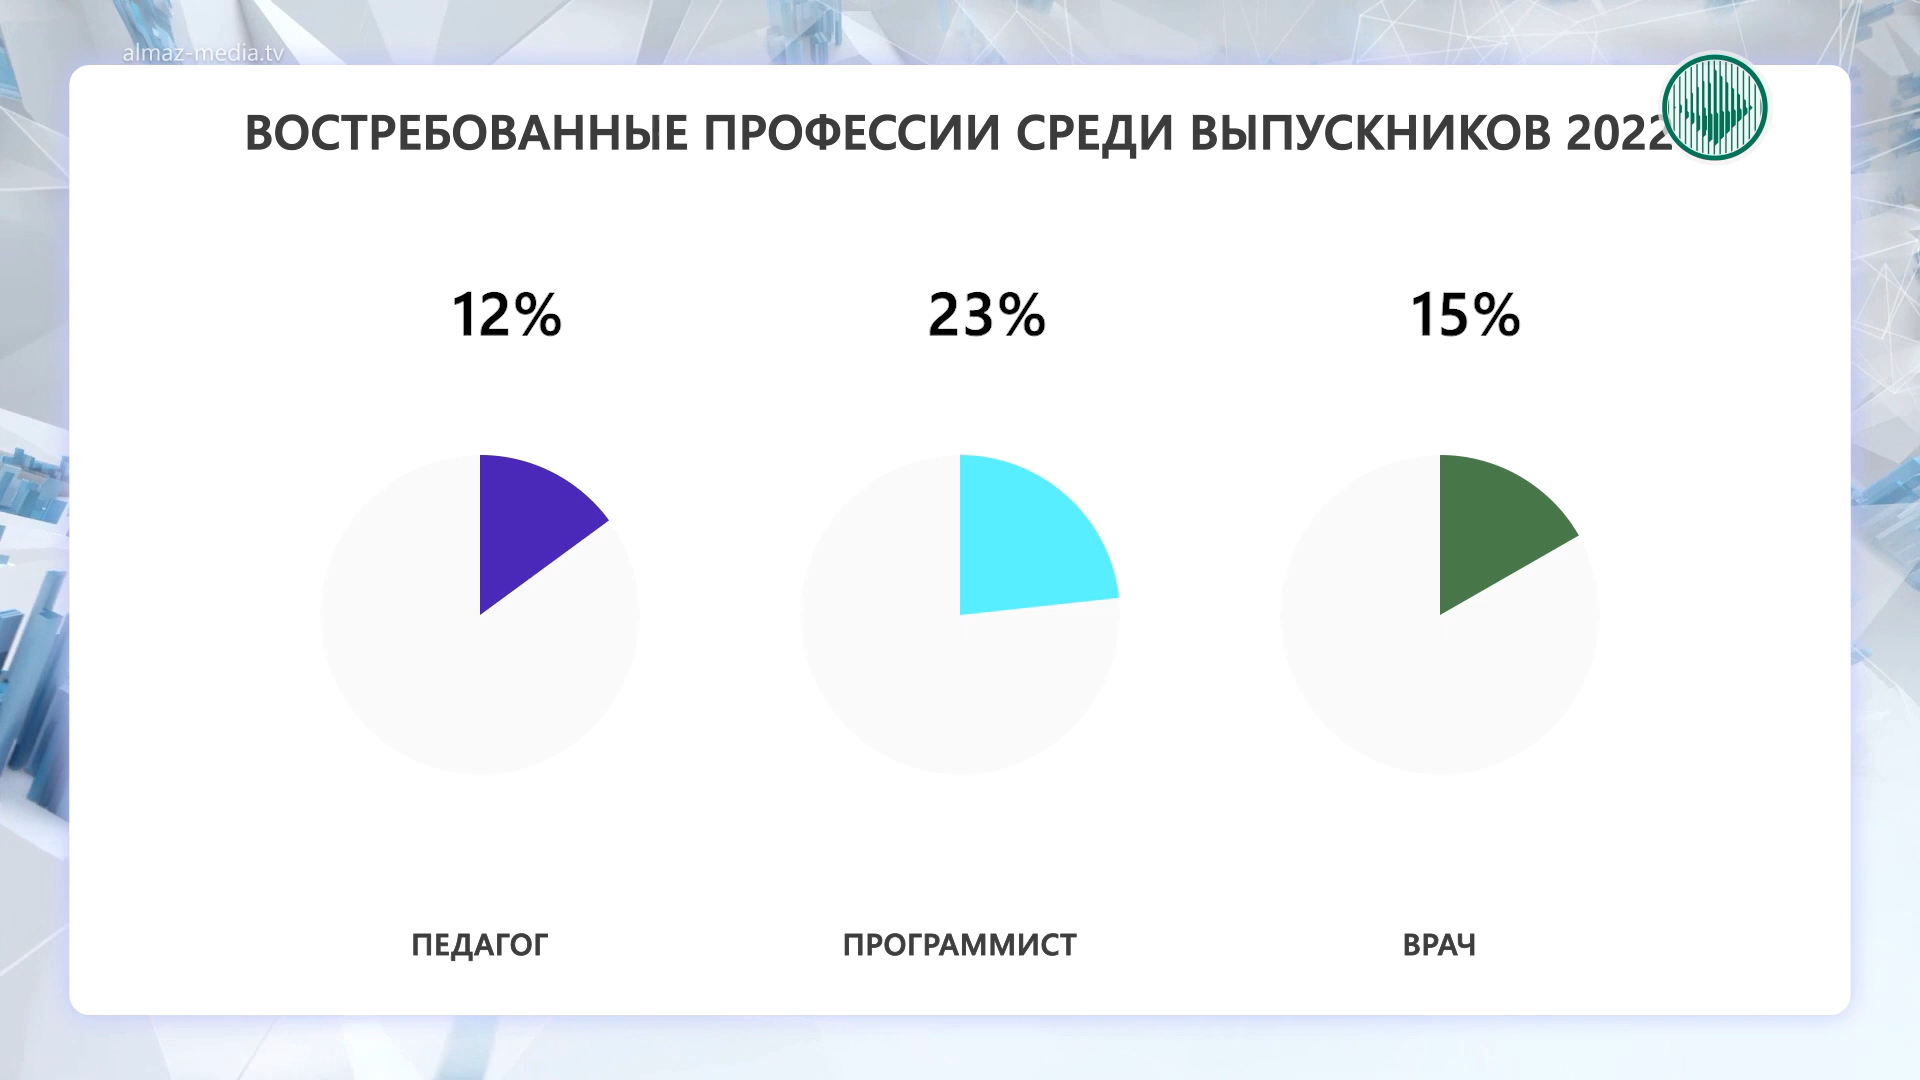 almaz-media.tv
ВОСТРЕБОВАННЫЕ ПРОФЕССИИ СРЕДИ ВЫПУСКНИКОВ 2022
12%
23%
15%
ПЕДАГОГ
ПРОГРАММИСТ
ВРАЧ